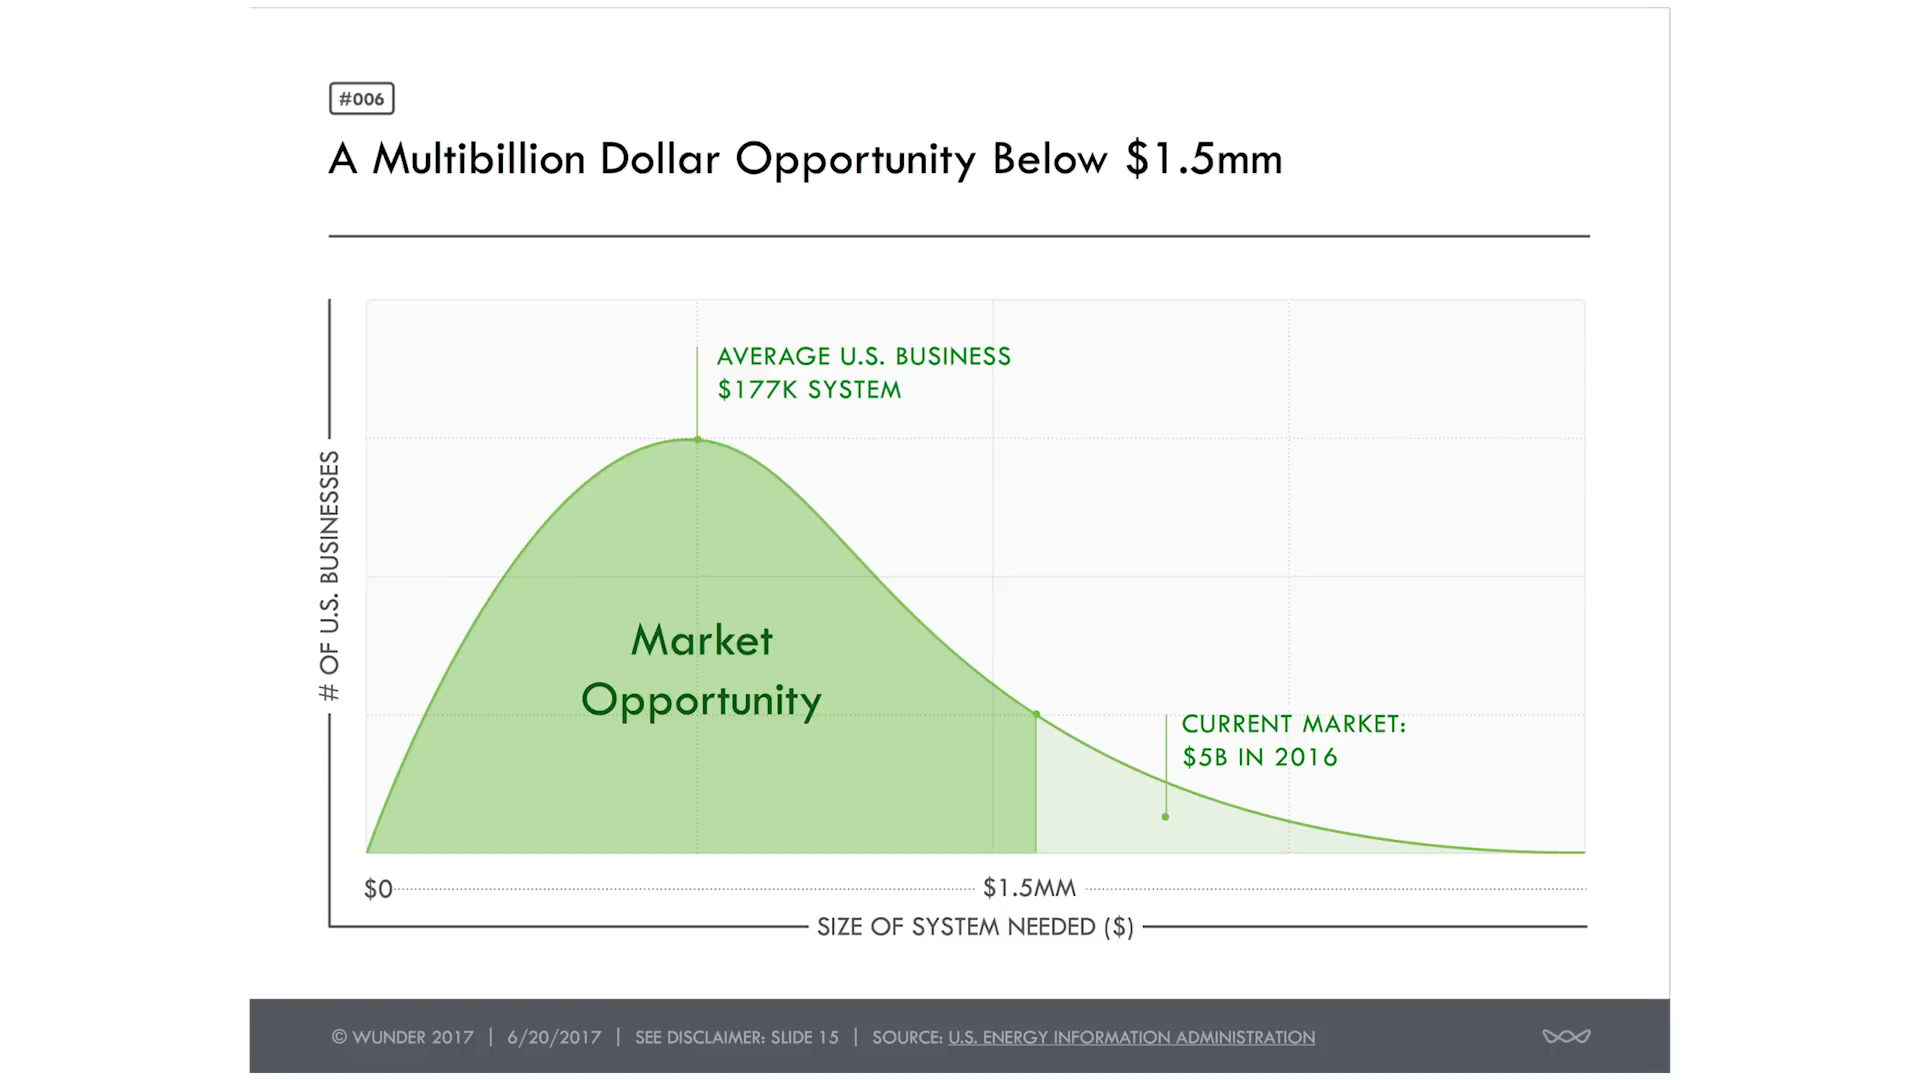 #006
A Multibillion Dollar Opportunity Below $1.5mm
AVERAGE U.S. BUSINESS
$177K SYSTEM
# OF U.S. BUSINESSES
Market
Opportunity
CURRENT MARKET:
$5B IN 2016
$0
$1.5MM
SIZE OF SYSTEM NEEDED ($)
© WUNDER 2017 | 6/20/2017 | SEE DISCLAIMER: SLIDE 15 | SOURCE: U.S. ENERGY INFORMATION ADMINISTRATION